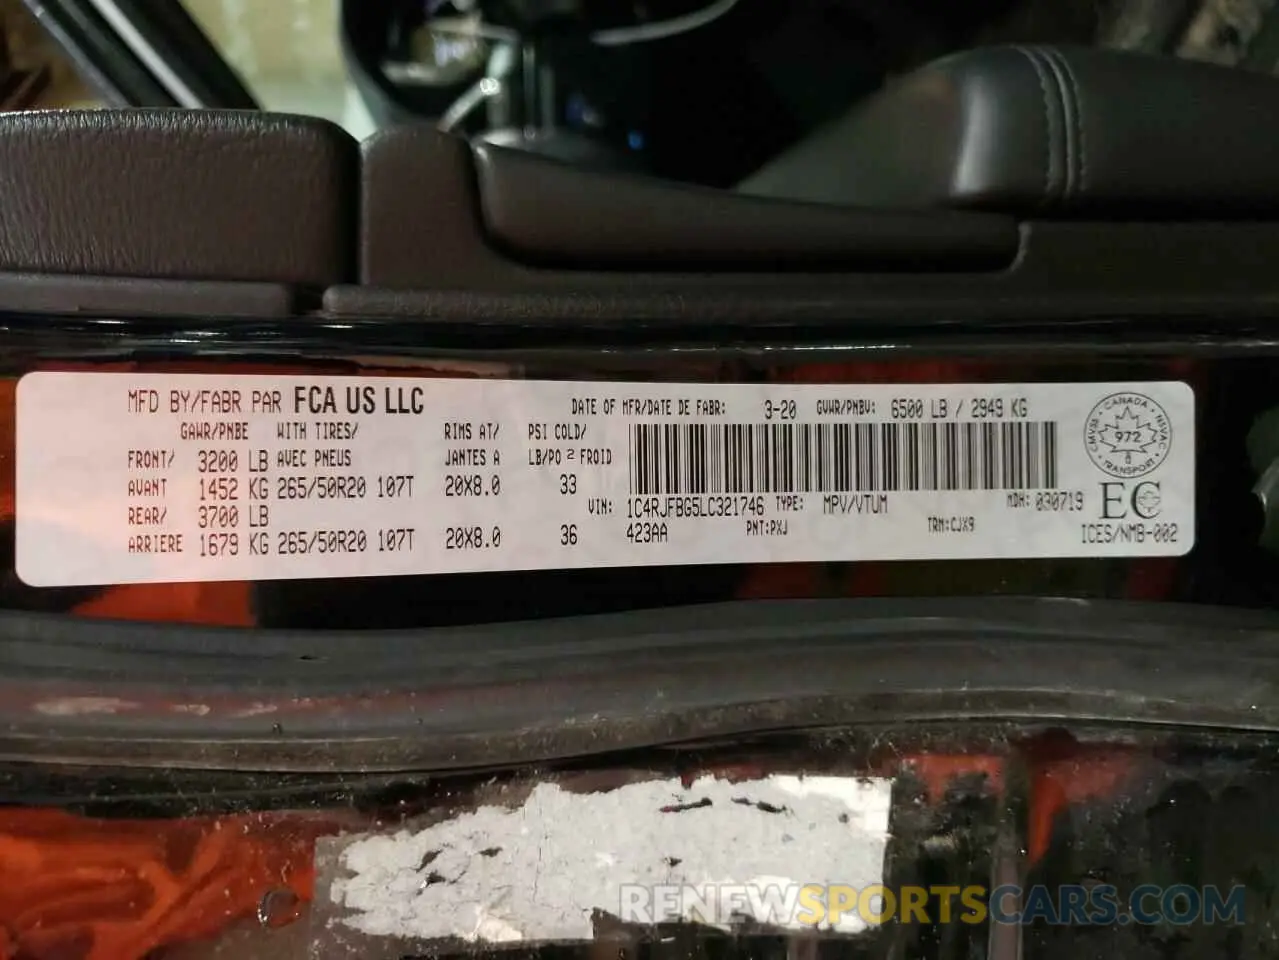 MFD BY/FABR PAR FCA US LLC
DATE OF MFR/DATE DE FABR: 3-20 GVWR/PNBV: 6500 LB / 2949 KG
GAWR/PNBE WITH TIRES/ RIMS AT/ PSI COLD/
FRONT/ 3200 LB AVEC PNEUS JANTES A LB/PO 2 FROID
AVANT 1452 KG 265/50R20 107T 20X8.0 33
VIN: 1C4RJFBG5LC321746 TYPE: MPV/VTUM MDH: 030719
REAR/ 3700 LB
423AA PNT:PXJ TRM:CJX9
ARRIERE 1679 KG 265/50R20 107T 20X8.0 36
CANADA
CMVSS NSVAC
972
TRANSPORT
EC
ICES/NMB-002
RENEWSPORTSCARS.COM